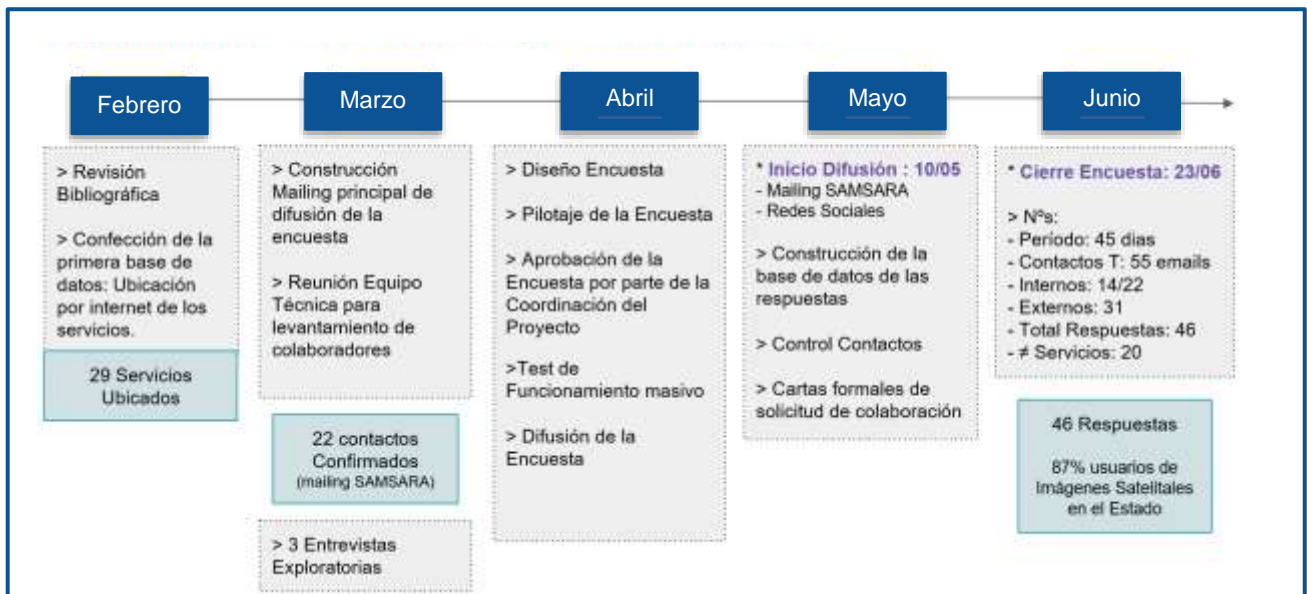 Febrero
Marzo
Abril
Mayo
Junio
> Revisión
Bibliográfica
> Confección de la
primera base de
datos: Ubicación
por internet de los
servicios.
29 Servicios
Ubicados
> Construcción
Mailing principal de
difusión de la
encuesta
> Reunión Equipo
Técnica para
levantamiento de
colaboradores
22 contactos
Confirmados
(mailing SAMSARA)
> 3 Entrevistas
Exploratorias
> Diseño Encuesta
> Pilotaje de la Encuesta
> Aprobación de la
Encuesta por parte de la
Coordinación del
Proyecto
>Test de
Funcionamiento masivo
> Difusión de la
Encuesta
* Inicio Difusión : 10/05
- Mailing SAMSARA
- Redes Sociales
> Construcción de la
base de datos de las
respuestas
> Control Contactos
> Cartas formales de
solicitud de colaboración
* Cierre Encuesta: 23/06
> Nºs:
- Período: 45 dias
- Contactos T: 55 emails
- Internos: 14/22
- Externos: 31
- Total Respuestas: 46
- ≠ Servicios: 20
46 Respuestas
87% usuarios de
Imágenes Satelitales
en el Estado